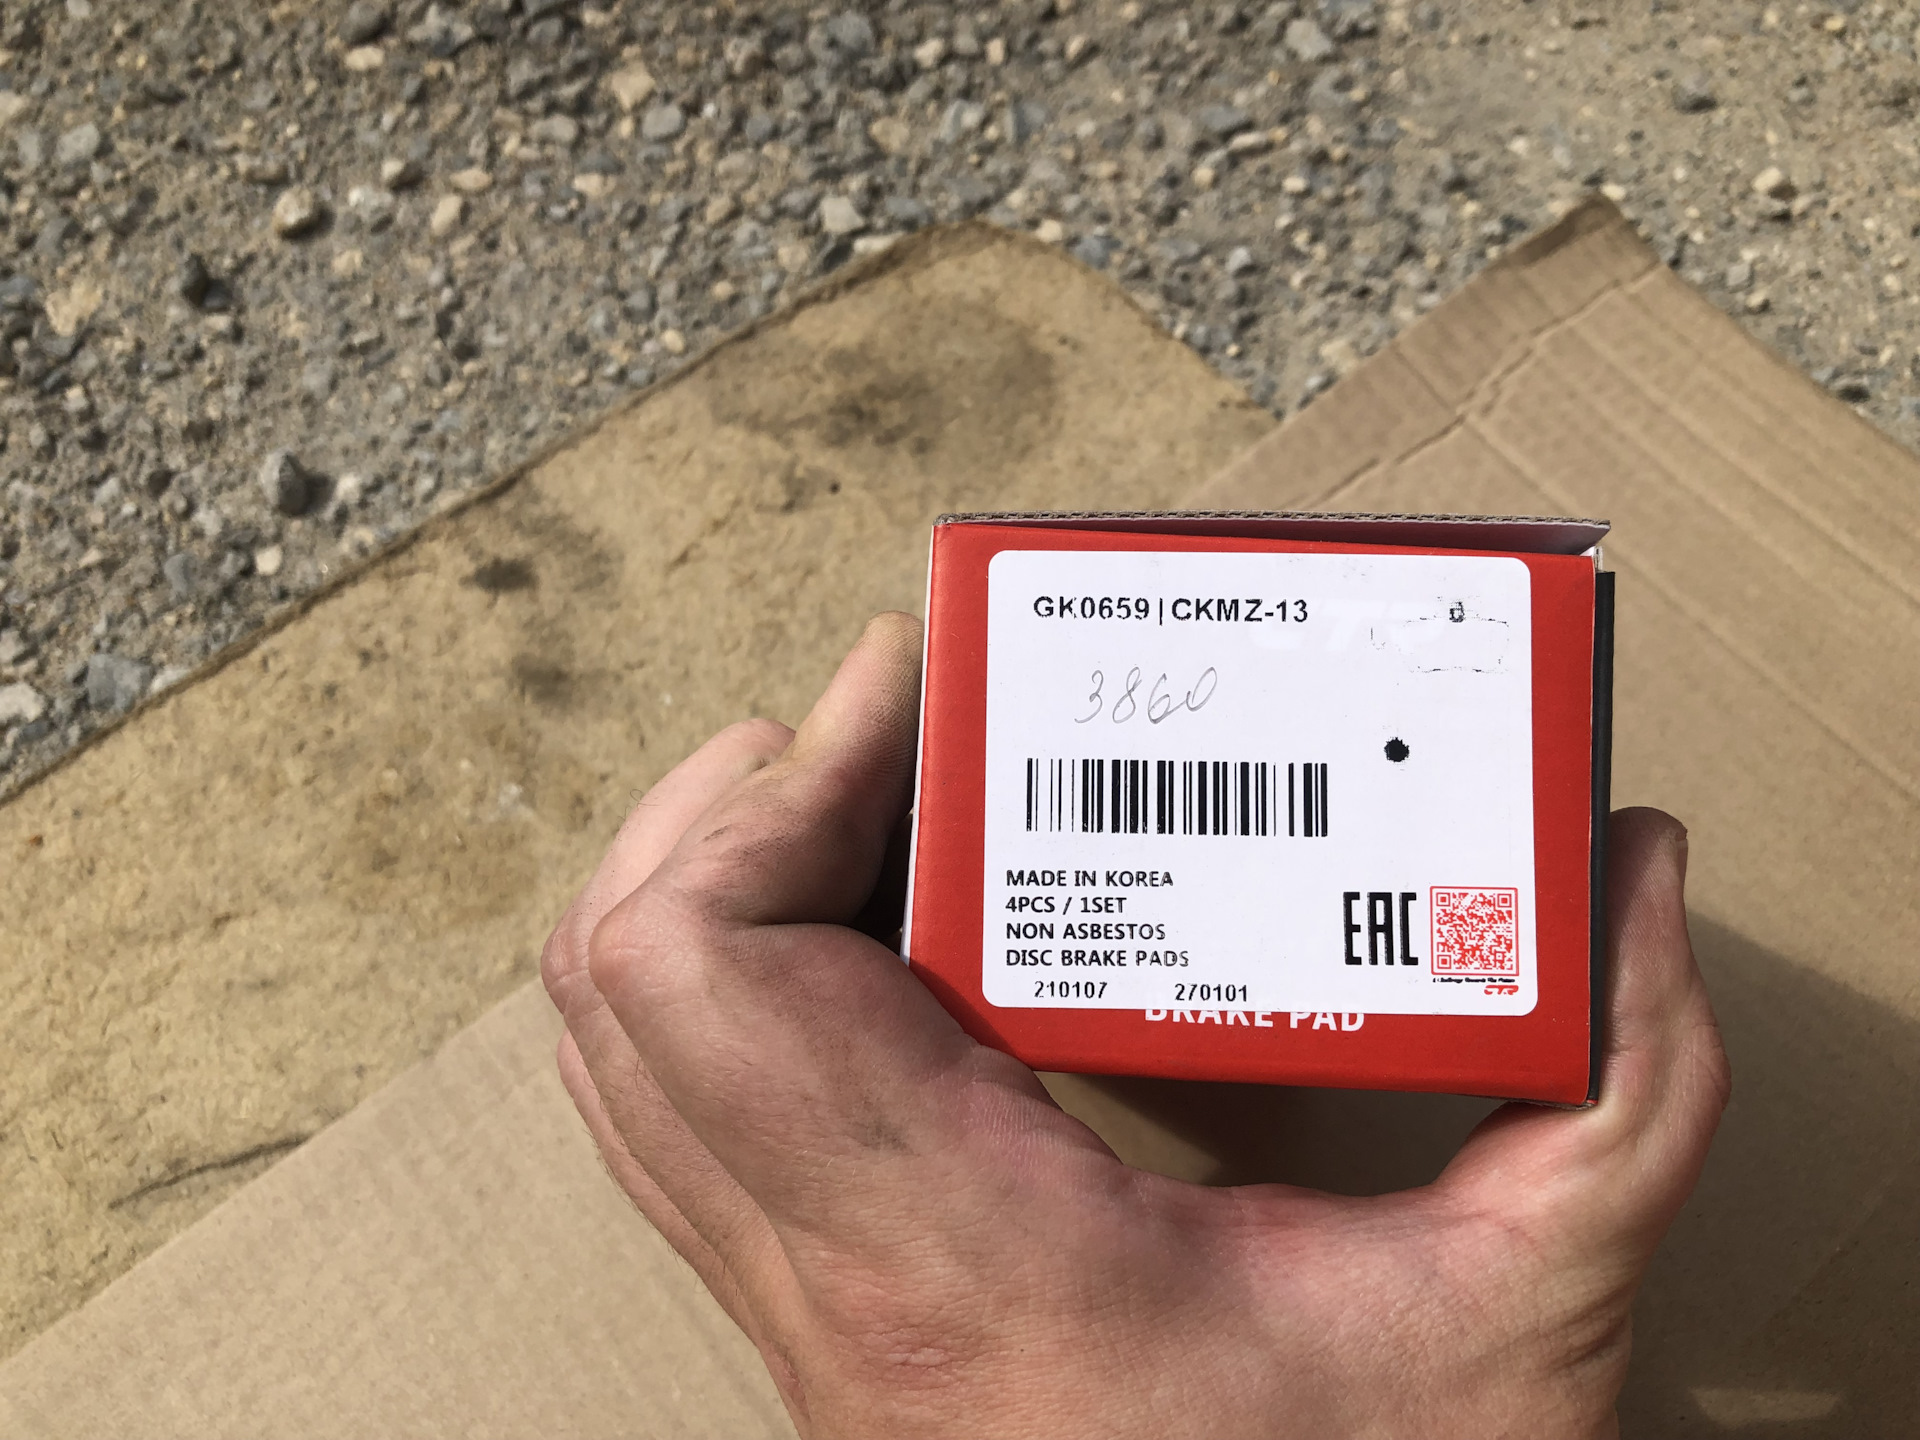 GK0659|CKMZ-13
3860
MADE IN KOREA
4PCS / 1SET
NON ASBESTOS
DISC BRAKE PADS
EAC
210107 270101
CTR
BRAKE PAD